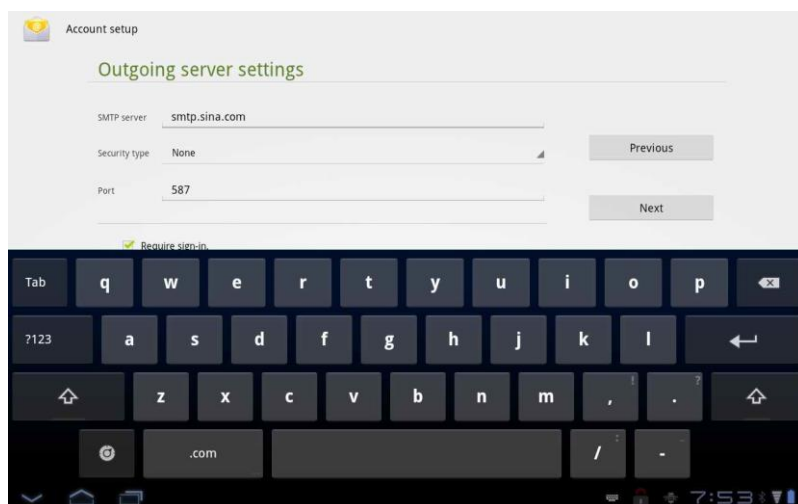 Account setup
Outgoing server settings
SMTP server smtp.sina.com
Security type None
Previous
Port 587
Next
Require sign-in.
Tab q w e r t y u i o p
?123 a s d f g h j k l
z x c v b n m , ! . ?
.com / : - _
7:53